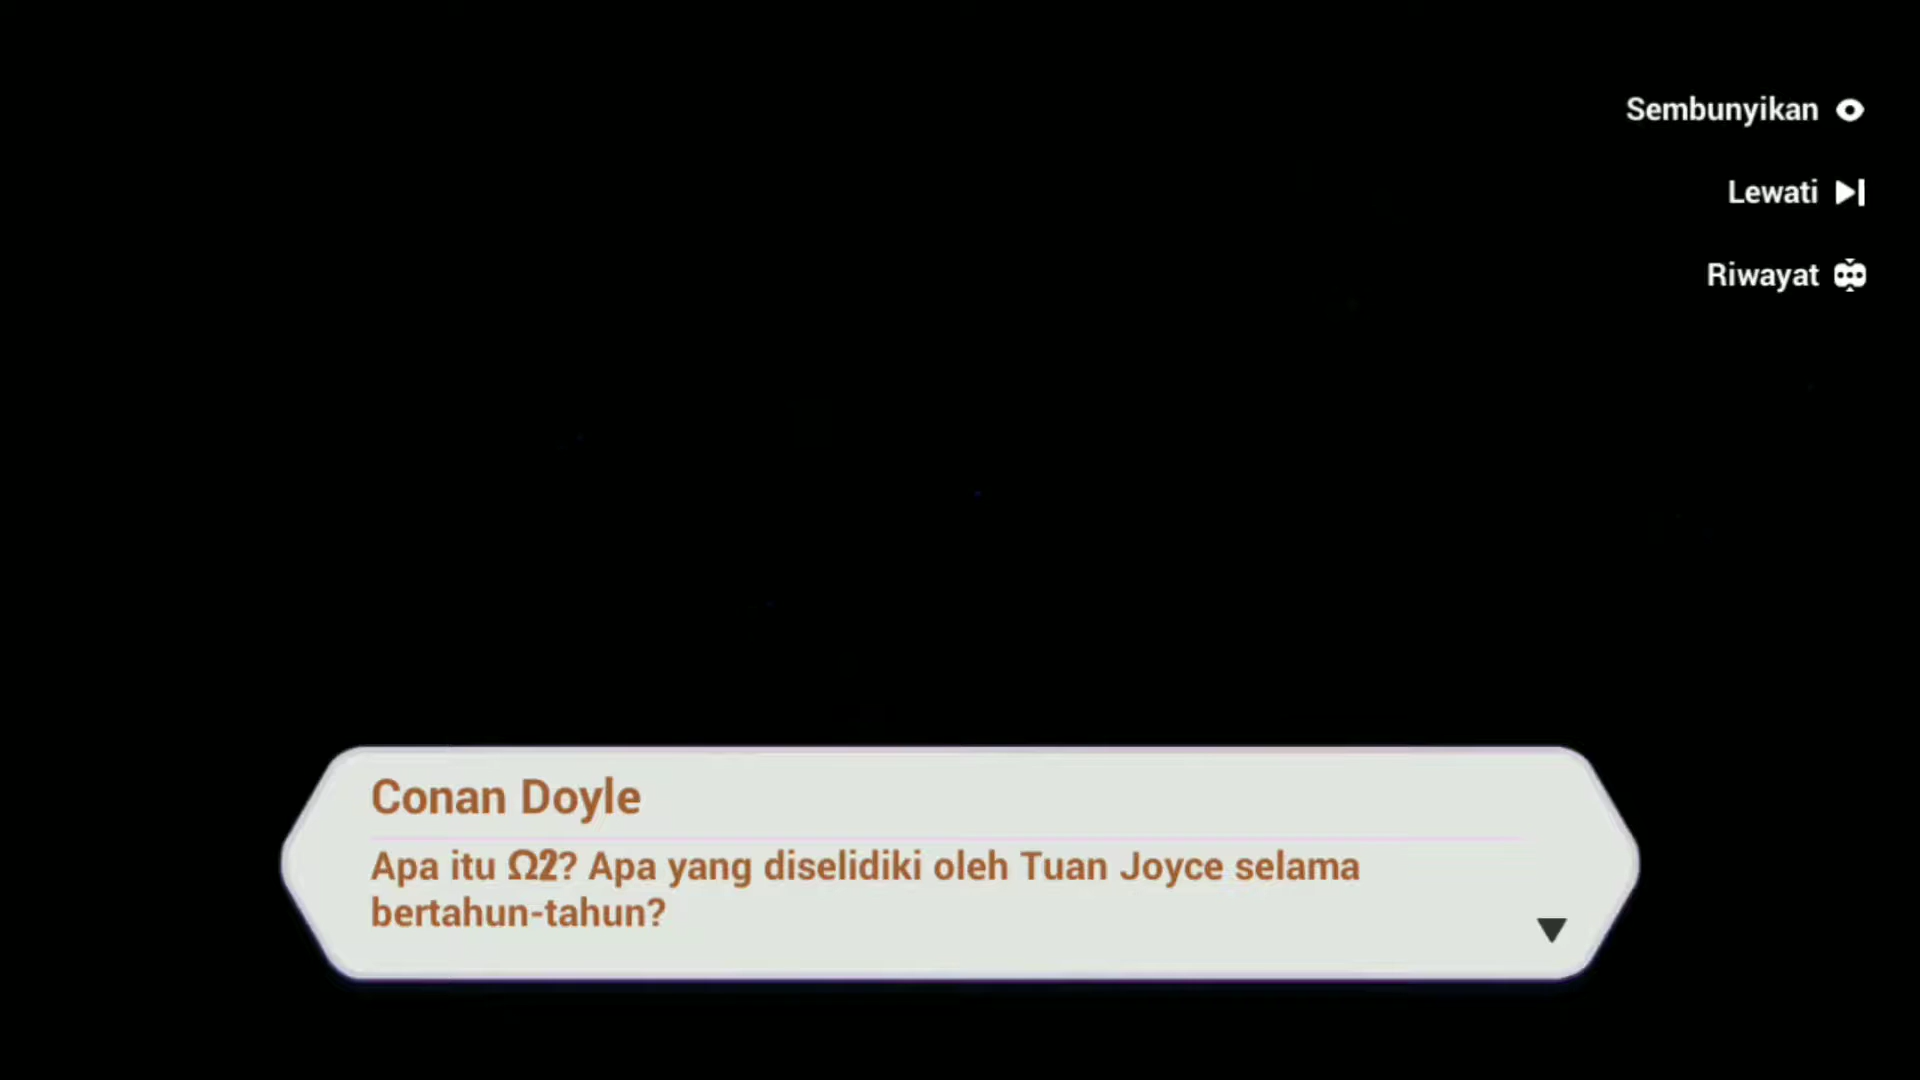 Sembunyikan
Lewati
Riwayat
Conan Doyle
Apa itu Ω2? Apa yang diselidiki oleh Tuan Joyce selama
bertahun-tahun?